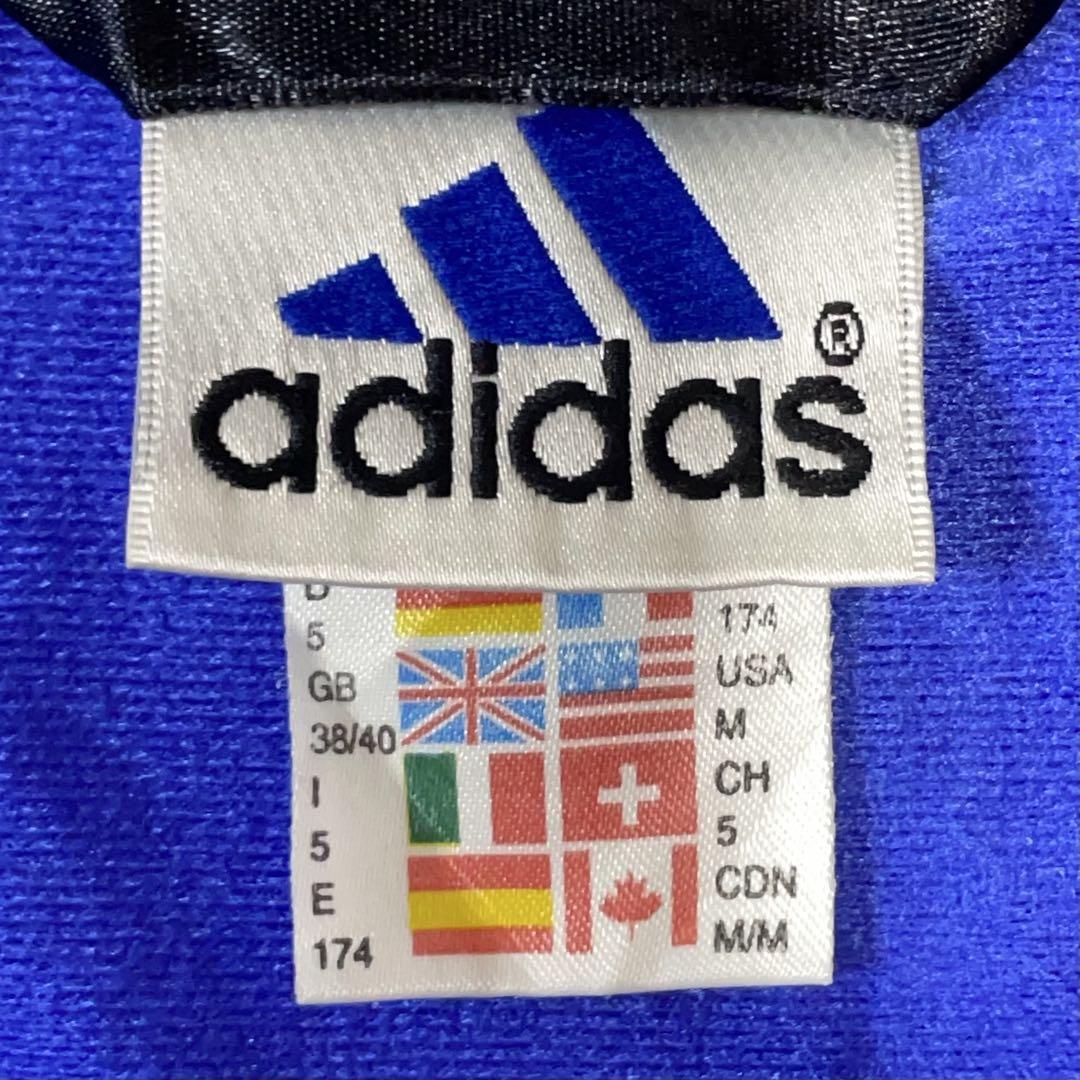 adidas®
D
5
GB
38/40
I
5
E
174
174
USA
M
CH
5
CDN
M/M